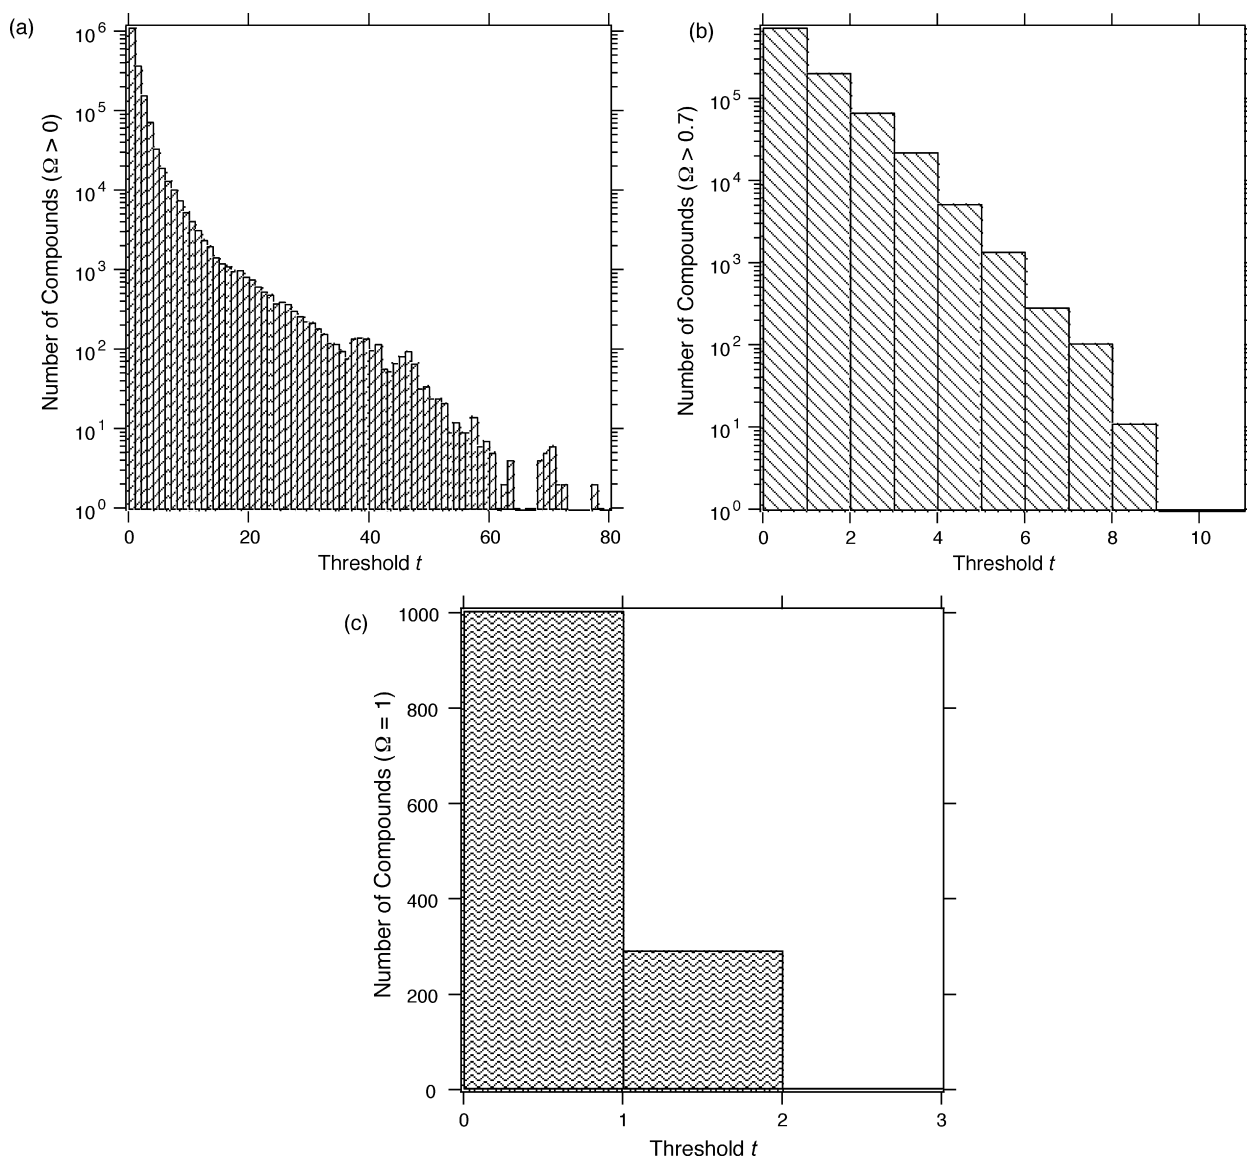 (a)
Number of Compounds (Ω > 0)
10^6
10^5
10^4
10^3
10^2
10^1
10^0
0 20 40 60 80
Threshold t
(b)
Number of Compounds (Ω > 0.7)
10^5
10^4
10^3
10^2
10^1
10^0
0 2 4 6 8 10
Threshold t
(c)
Number of Compounds (Ω = 1)
1000
800
600
400
200
0
0 1 2 3
Threshold t